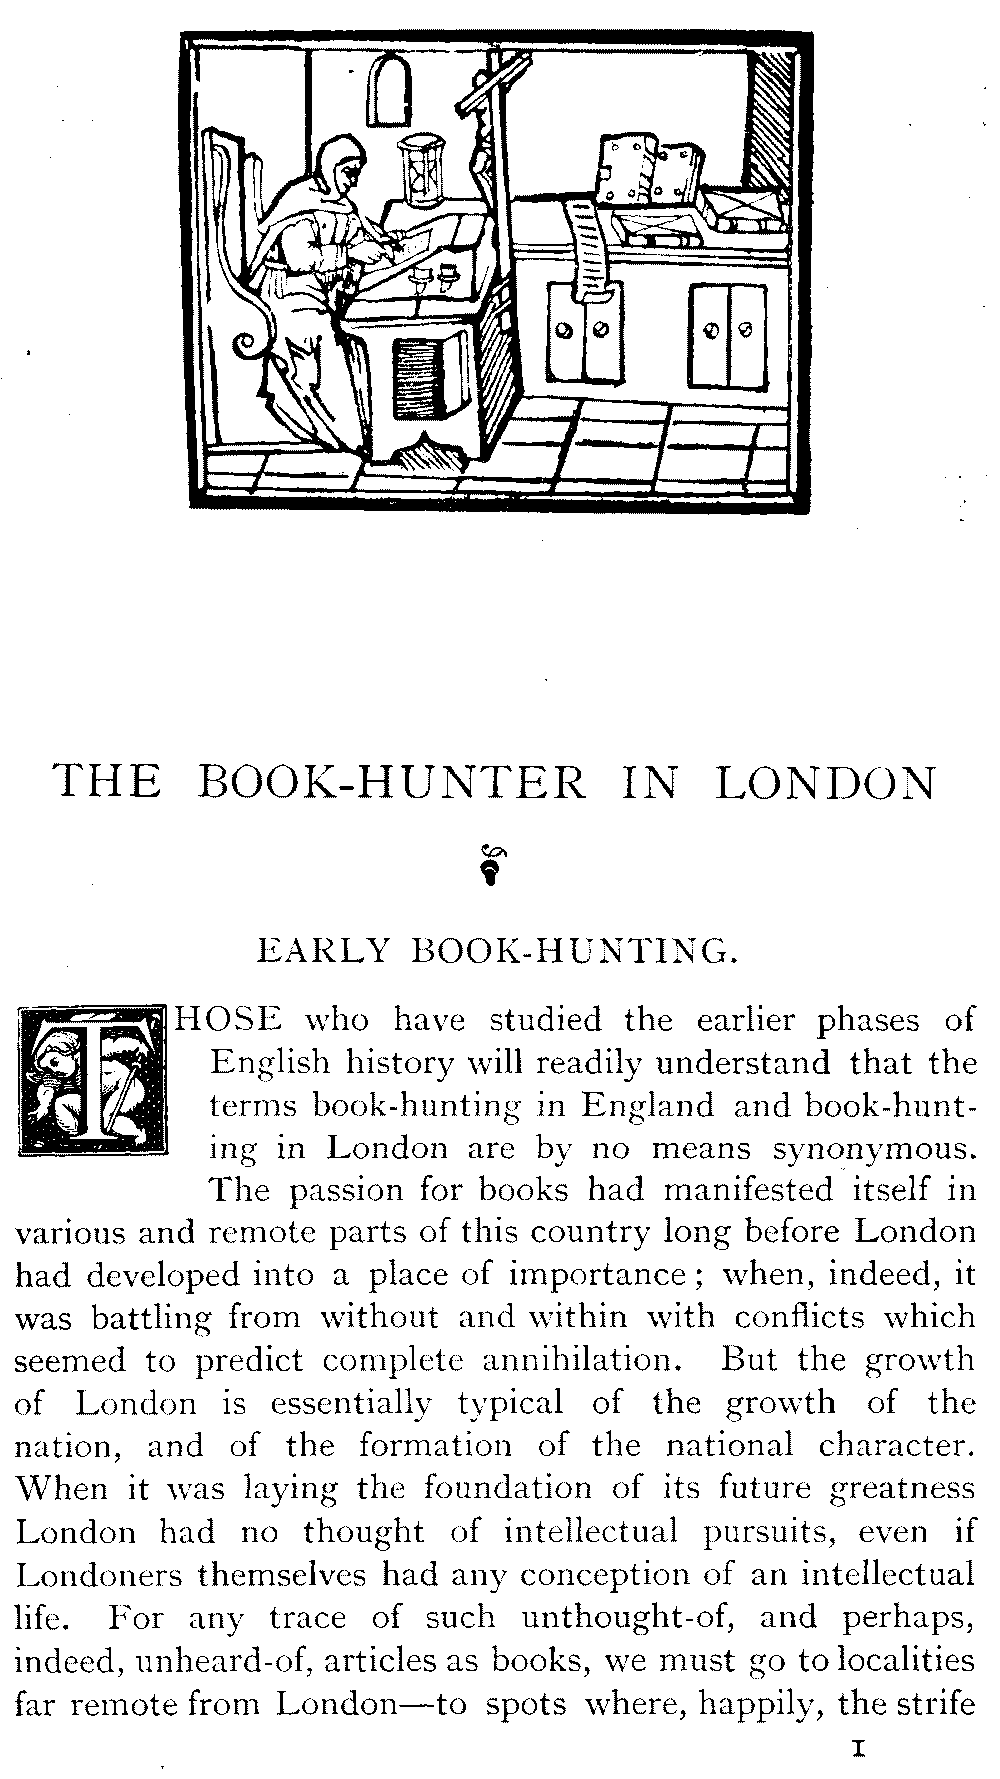 THE BOOK-HUNTER IN LONDON
EARLY BOOK-HUNTING.
THOSE who have studied the earlier phases of
English history will readily understand that the
terms book-hunting in England and book-hunt-
ing in London are by no means synonymous.
The passion for books had manifested itself in
various and remote parts of this country long before London
had developed into a place of importance; when, indeed, it
was battling from without and within with conflicts which
seemed to predict complete annihilation. But the growth
of London is essentially typical of the growth of the
nation, and of the formation of the national character.
When it was laying the foundation of its future greatness
London had no thought of intellectual pursuits, even if
Londoners themselves had any conception of an intellectual
life. For any trace of such unthought-of, and perhaps,
indeed, unheard-of, articles as books, we must go to localities
far remote from London—to spots where, happily, the strife
1